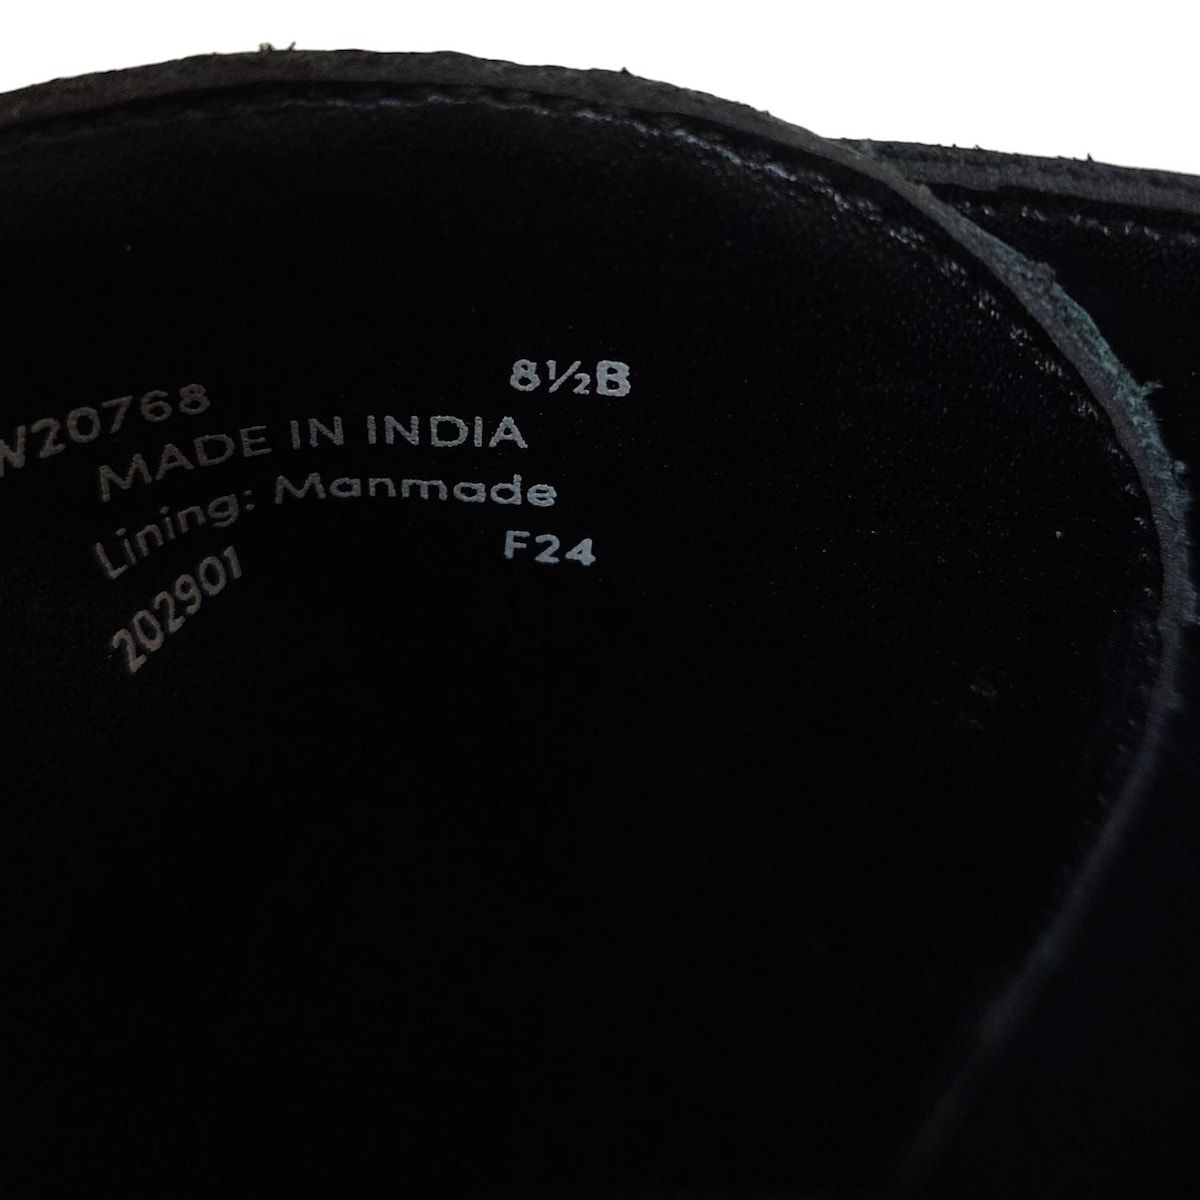 W20768 8½B
MADE IN INDIA
Lining: Manmade
202901 F24